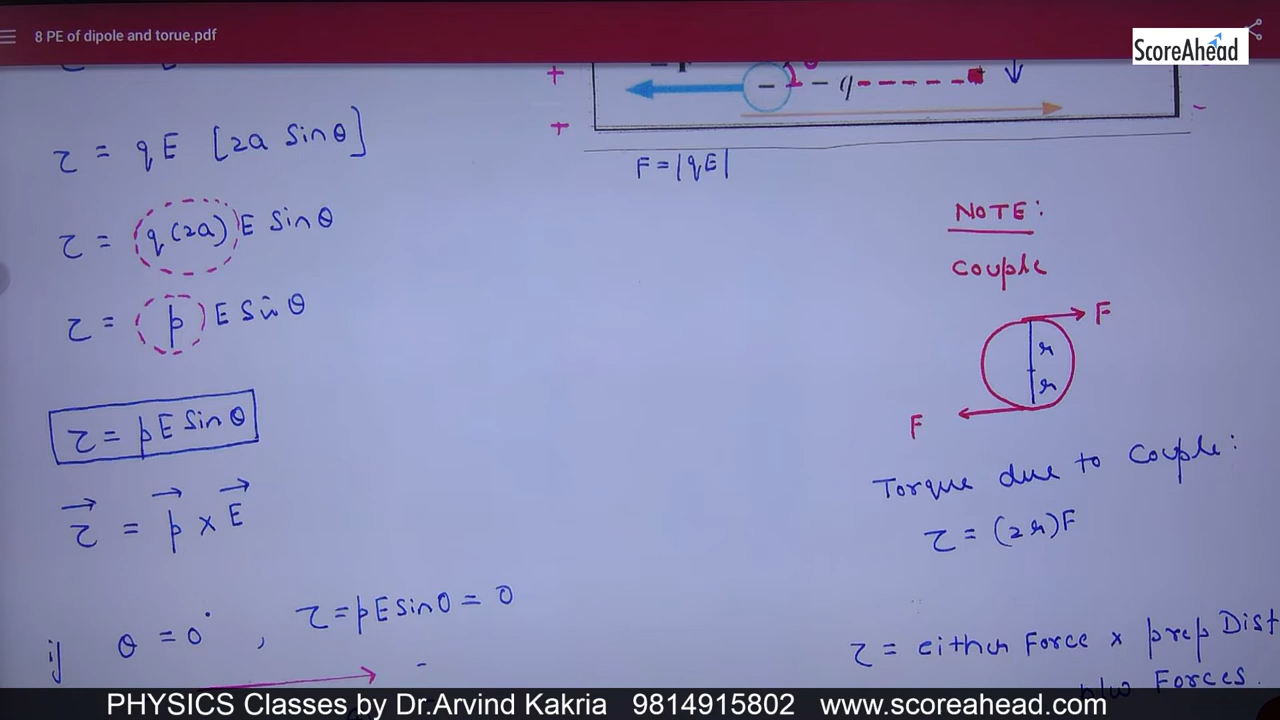 8 PE of dipole and torue.pdf
ScoreAhead
+ - - q
+ -
F = |qE|
τ = qE [2a Sinθ]
τ = q(2a) E Sinθ
τ = p E Sinθ
τ = pE Sinθ
τ⃗ = p⃗ × E⃗
if θ = 0°, τ = pE sin0 = 0
NOTE:
Couple
F
r
r
F
Torque due to Couple:
τ = (2r)F
τ = either Force × prep Dist
b/w Forces.
PHYSICS Classes by Dr.Arvind Kakria 9814915802 www.scoreahead.com